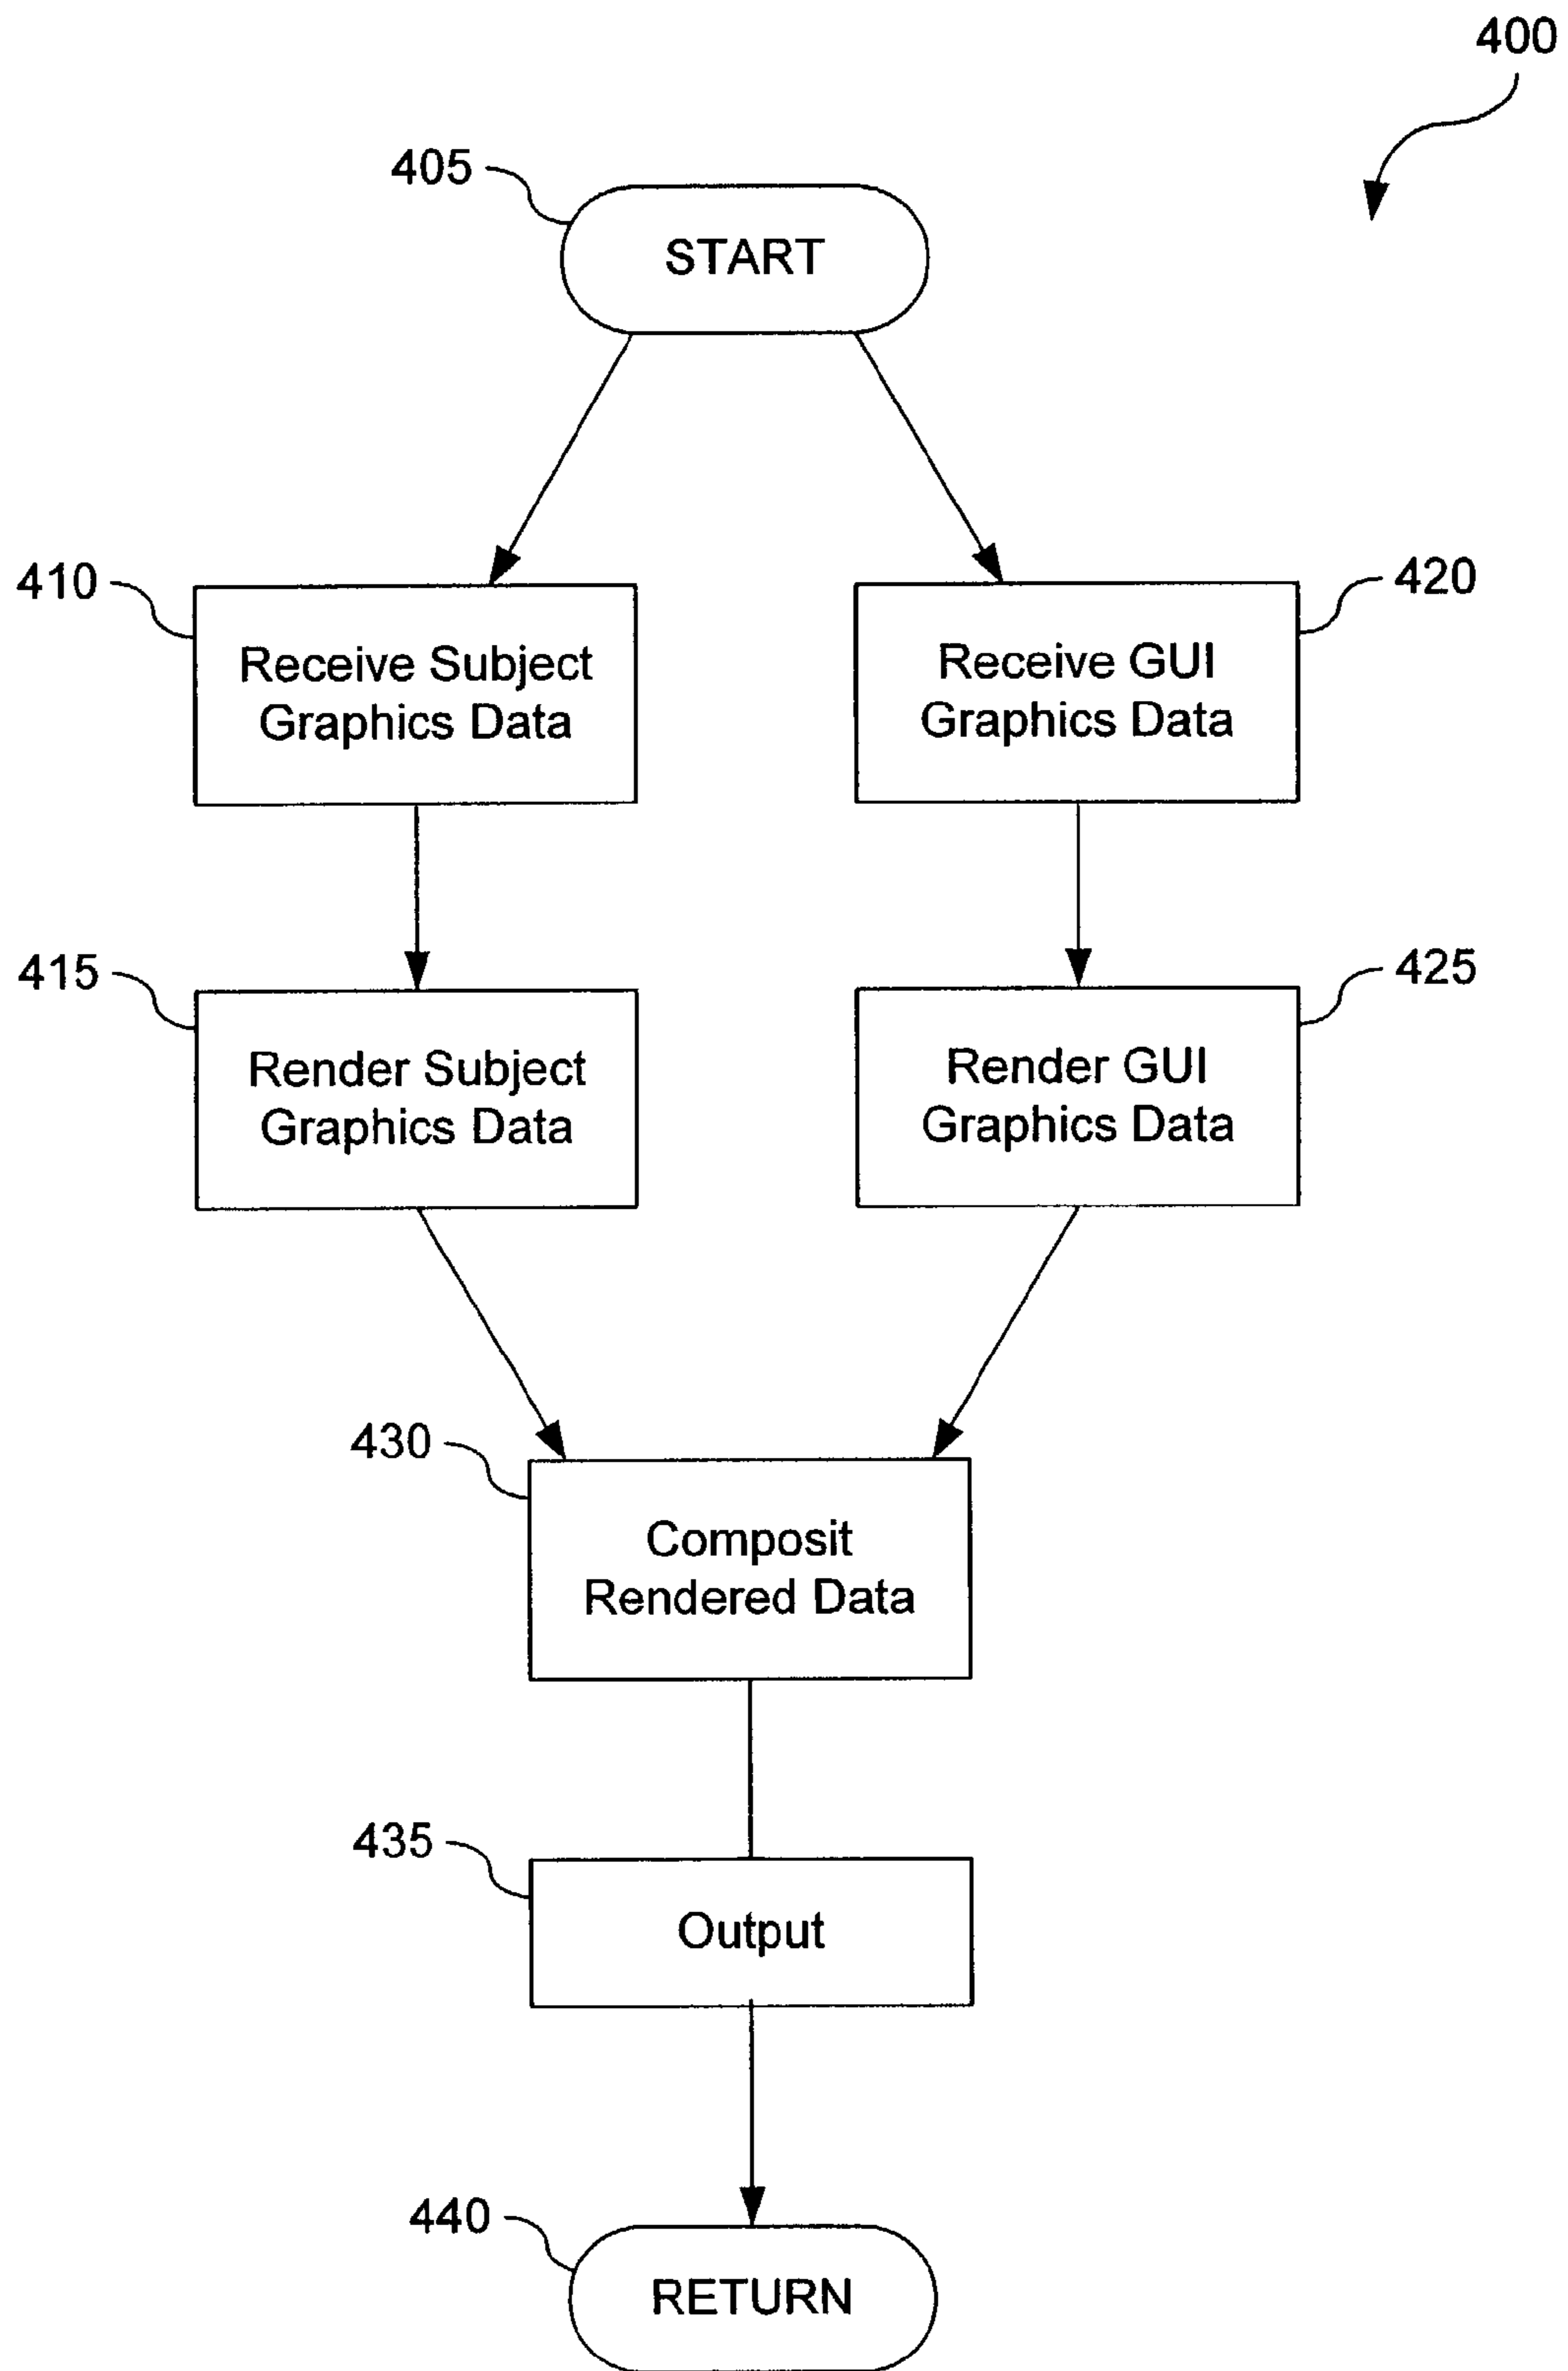 400
405
START
410
Receive Subject
Graphics Data
420
Receive GUI
Graphics Data
415
Render Subject
Graphics Data
425
Render GUI
Graphics Data
430
Composit
Rendered Data
435
Output
440
RETURN